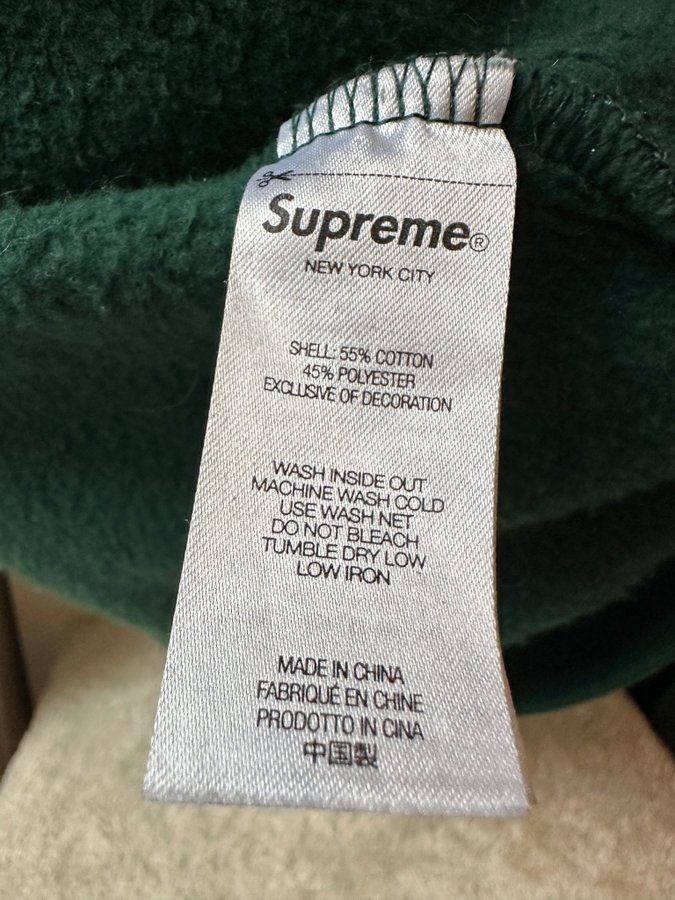 Supreme®
NEW YORK CITY
SHELL: 55% COTTON
45% POLYESTER
EXCLUSIVE OF DECORATION
WASH INSIDE OUT
MACHINE WASH COLD
USE WASH NET
DO NOT BLEACH
TUMBLE DRY LOW
LOW IRON
MADE IN CHINA
FABRIQUÉ EN CHINE
PRODOTTO IN CINA
中国製